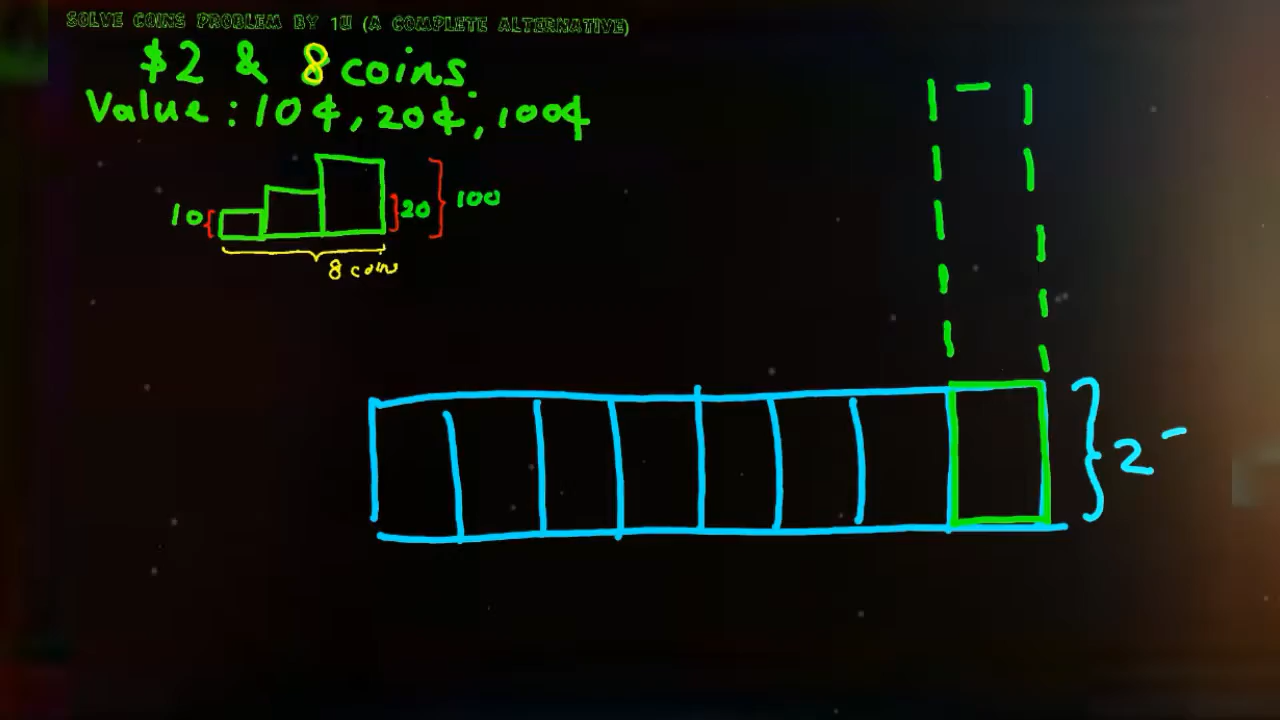 SOLVE COINS PROBLEM BY 1U (A COMPLETE ALTERNATIVE)
$2 & 8 coins.
Value : 10¢, 20¢, 100¢
10
20
100
8 coins
2